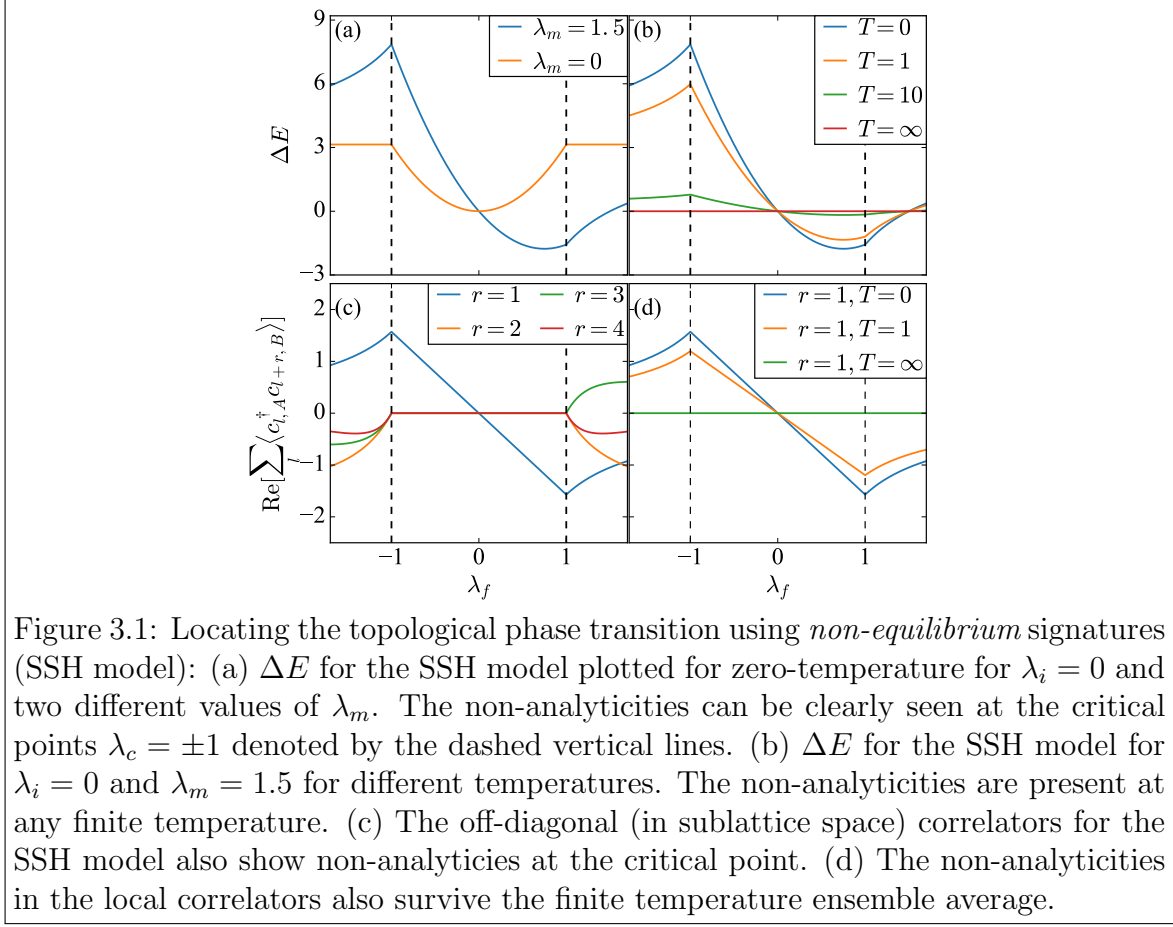 (a)
λ_m = 1.5
λ_m = 0
(b)
T = 0
T = 1
T = 10
T = ∞
ΔE
9
6
3
0
−3
(c)
r = 1
r = 2
r = 3
r = 4
(d)
r = 1, T = 0
r = 1, T = 1
r = 1, T = ∞
Re[∑_l⟨c†_{l,A} c_{l+r,B}⟩]
2
1
0
−1
−2
−1 0 1
−1 0 1
λ_f
λ_f
Figure 3.1: Locating the topological phase transition using non-equilibrium signatures
(SSH model): (a) ΔE for the SSH model plotted for zero-temperature for λ_i = 0 and
two different values of λ_m. The non-analyticities can be clearly seen at the critical
points λ_c = ±1 denoted by the dashed vertical lines. (b) ΔE for the SSH model for
λ_i = 0 and λ_m = 1.5 for different temperatures. The non-analyticities are present at
any finite temperature. (c) The off-diagonal (in sublattice space) correlators for the
SSH model also show non-analyticies at the critical point. (d) The non-analyticities
in the local correlators also survive the finite temperature ensemble average.